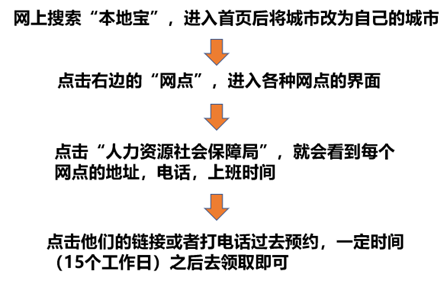 网上搜索“本地宝”，进入首页后将城市改为自己的城市
点击右边的“网点”，进入各种网点的界面
点击“人力资源社会保障局”，就会看到每个
网点的地址，电话，上班时间
点击他们的链接或者打电话过去预约，一定时间
（15个工作日）之后去领取即可